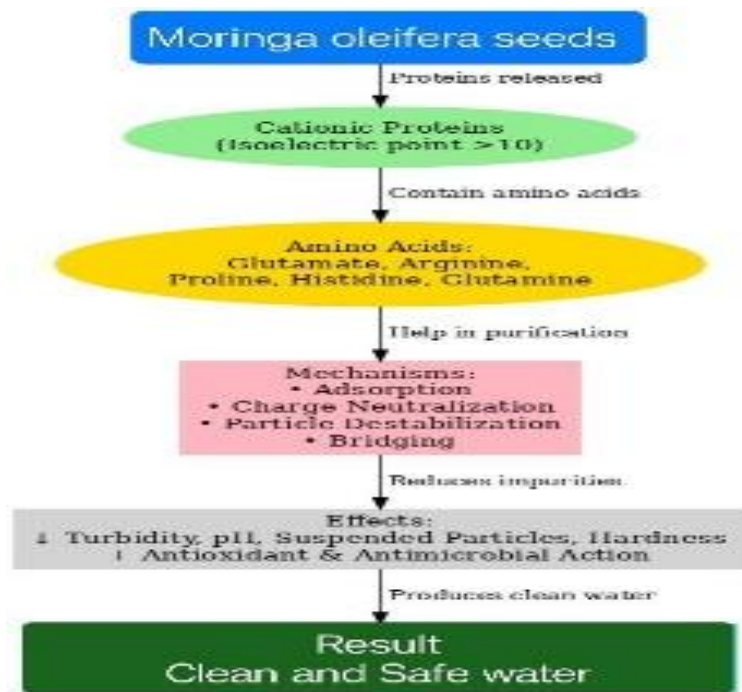 Moringa oleifera seeds
Proteins released
Cationic Proteins
(Isoelectric point >10)
Contain amino acids
Amino Acids:
Glutamate, Arginine,
Proline, Histidine, Glutamine
Help in purification
Mechanisms:
• Adsorption
• Charge Neutralization
• Particle Destabilization
• Bridging
Reduces impurities
Effects:
↓ Turbidity, pH, Suspended Particles, Hardness
Antioxidant & Antimicrobial Action
Produces clean water
Result
Clean and Safe water